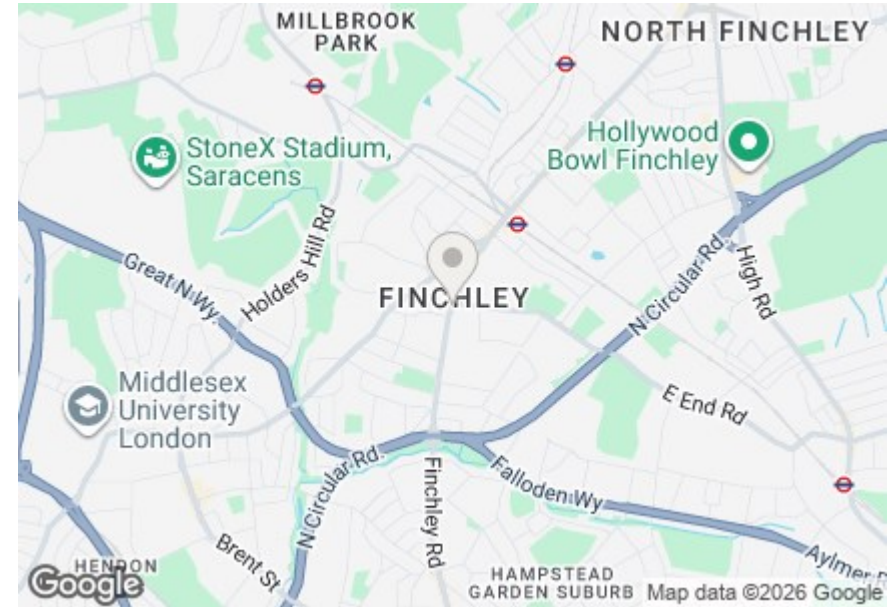 MILLBROOK
PARK
NORTH FINCHLEY
StoneX Stadium,
Saracens
Hollywood
Bowl Finchley
Holders Hill Rd
Great N Wy.
FINCHLEY
N Circular Rd.
High Rd
Middlesex
University
London
E End Rd
N Circular Rd.
Finchley Rd
Falloden Wy
Brent St
HENDON
HAMPSTEAD
GARDEN SUBURB
Aylmer
Google
Map data ©2026 Google